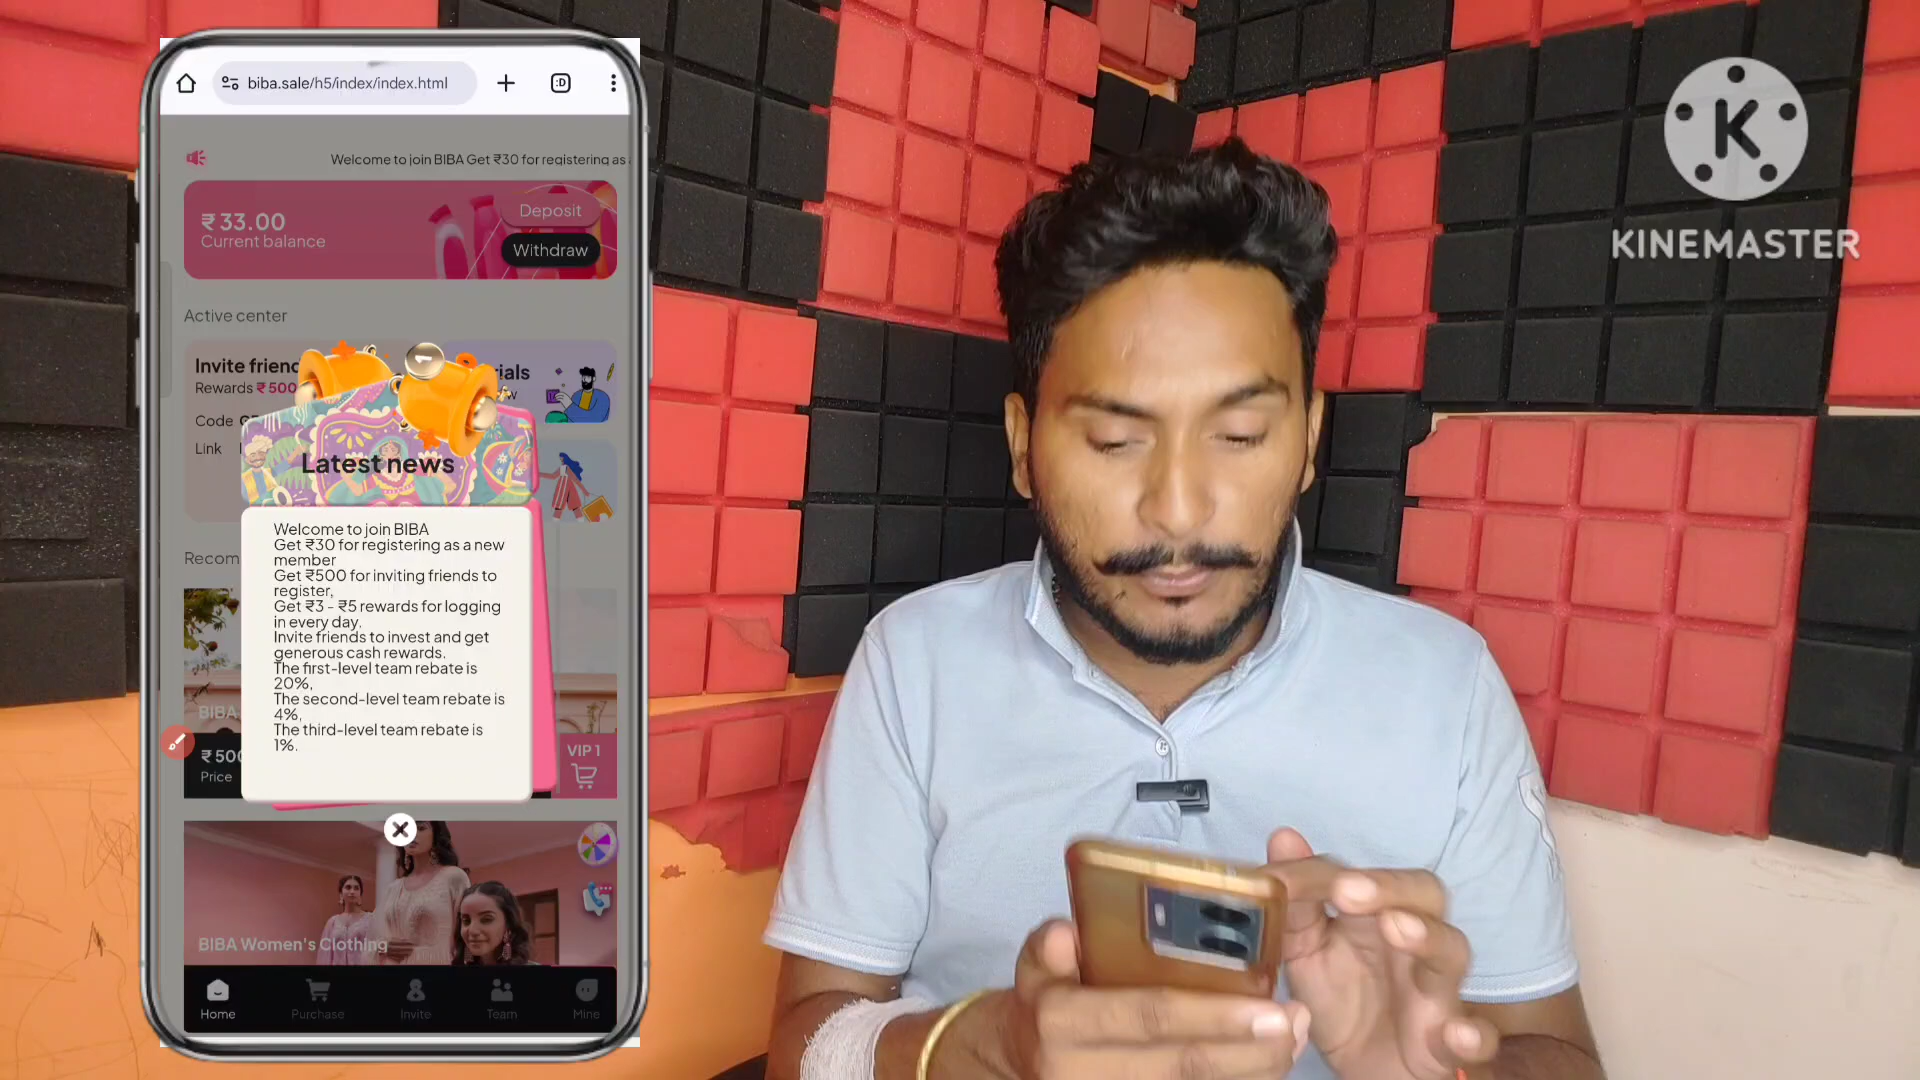 biba.sale/h5/index/index.html
:D
Welcome to join BIBA Get ₹30 for registering as
₹ 33.00
Current balance
Deposit
Withdraw
Active center
Invite
Rewards ₹ 500
Code
Link
Latest news
Welcome to join BIBA
Get ₹30 for registering as a new
member
Get ₹500 for inviting friends to
register,
Get ₹3 - ₹5 rewards for logging
in every day.
Invite friends to invest and get
generous cash rewards.
The first-level team rebate is
20%,
The second-level team rebate is
4%,
The third-level team rebate is
1%.
BIBA
Price
VIP 1
BIBA Women's Clothing
Home
Purchase
Invite
Team
Mine
K
KINEMASTER